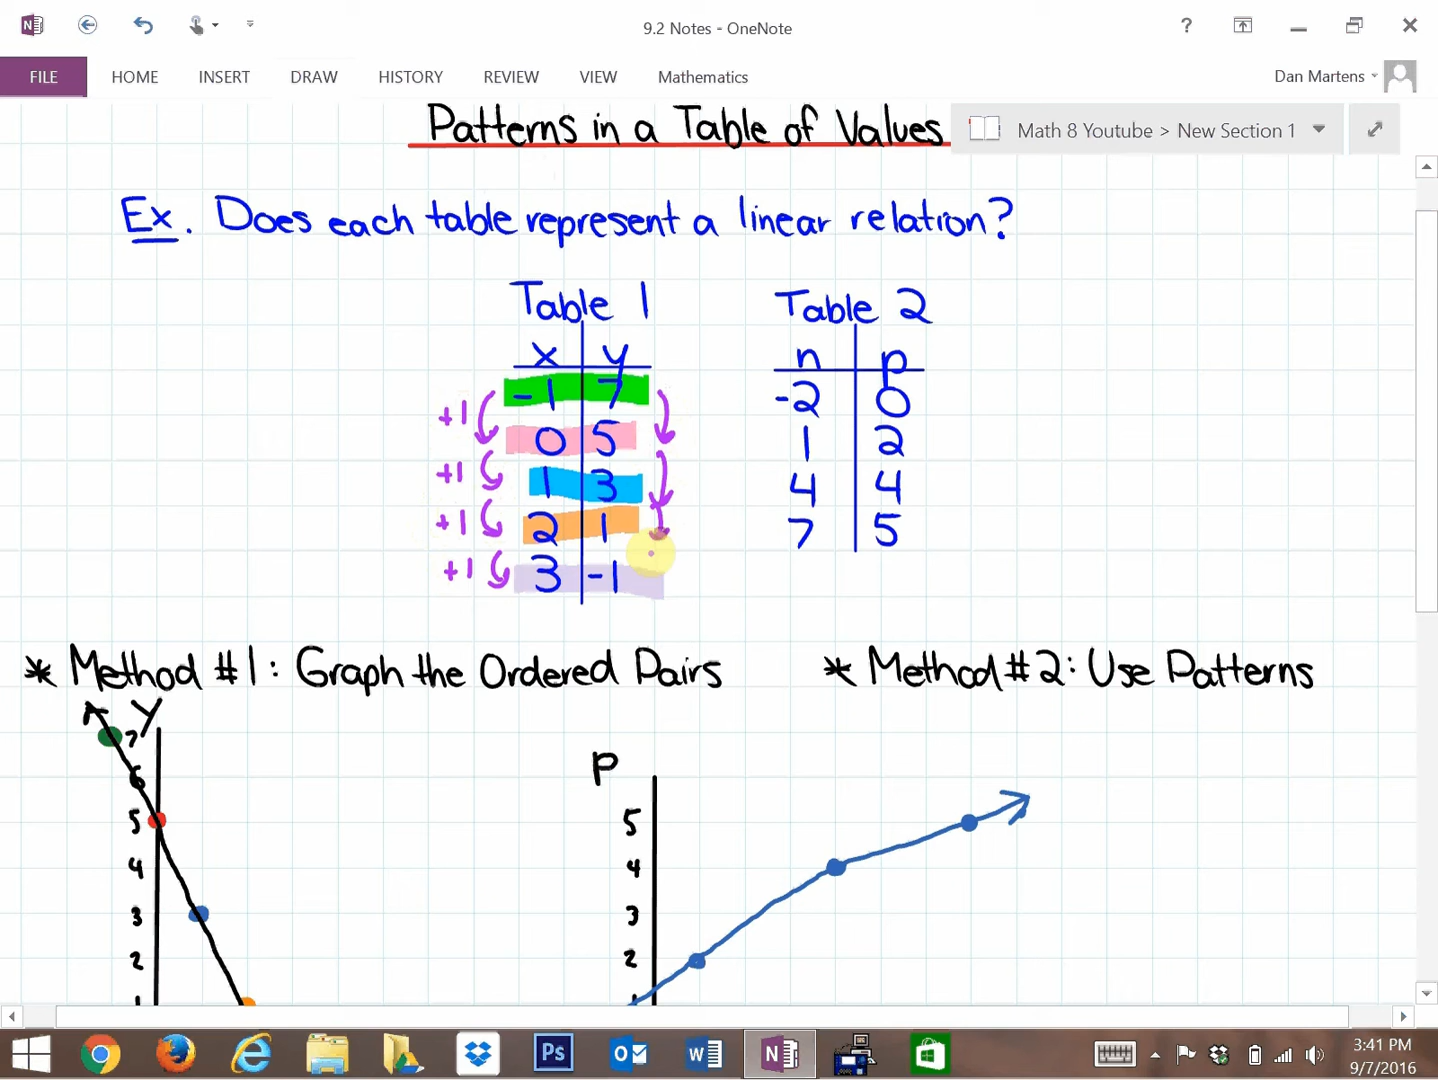 9.2 Notes - OneNote
?
FILE HOME INSERT DRAW HISTORY REVIEW VIEW Mathematics Dan Martens
Patterns in a Table of Values
Math 8 Youtube > New Section 1
Ex. Does each table represent a linear relation?
Table 1 Table 2
x y n p
-1 7 -2 0
+1
0 5 1 2
+1
1 3 4 4
+1
2 1 7 5
+1
3 -1
* Method #1: Graph the Ordered Pairs * Method #2: Use Patterns
y
7
P
6
5 5
4 4
3 3
2 2
1 1
Ps
3:41 PM
9/7/2016